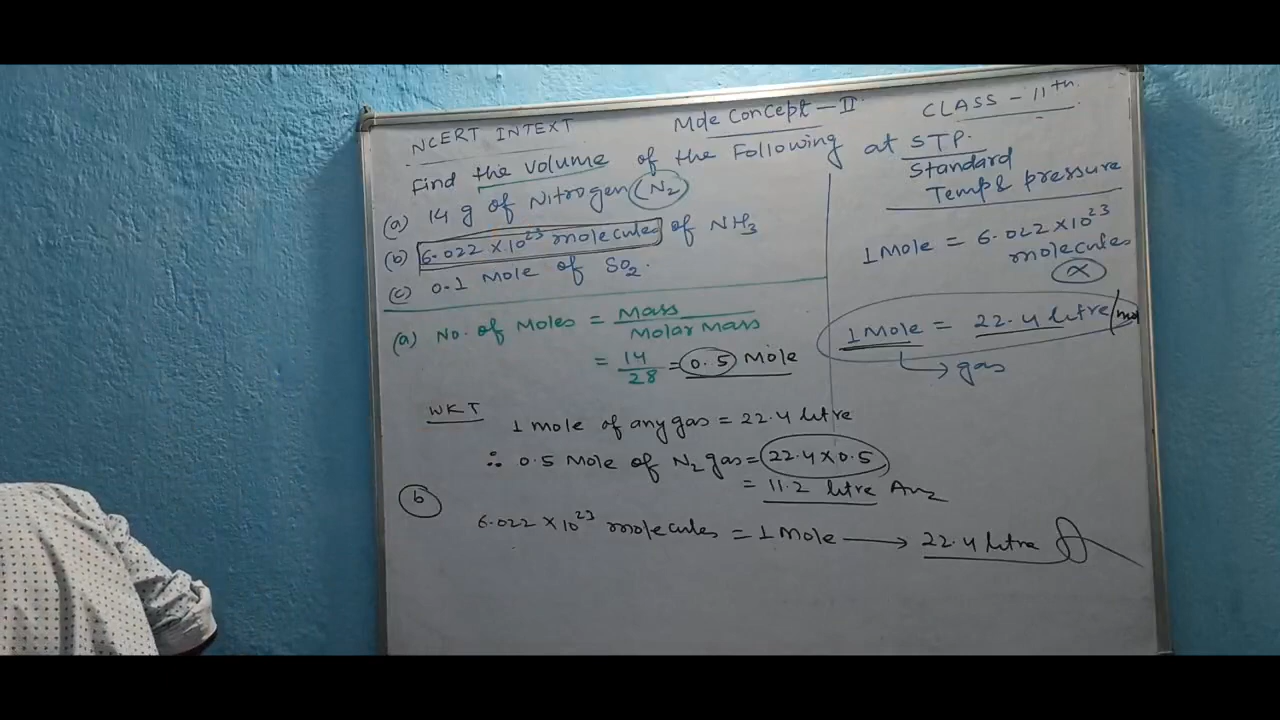 NCERT INTEXT
Mole Concept - II
CLASS - 11th.
Find the volume of the Following at STP.
Standard
Temp & pressure
(a) 14 g of Nitrogen (N2)
(b) 6.022 × 10^23 molecules of NH3
(c) 0.1 Mole of SO2.
1 Mole = 6.022 × 10^23
molecules
1 Mole = 22.4 litre/mol
gas
(a) No. of Moles = Mass / Molar Mass
= 14 / 28 = 0.5 Mole
WKT
1 mole of any gas = 22.4 litre
∴ 0.5 Mole of N2 gas = 22.4 × 0.5
= 11.2 litre
b
6.022 × 10^23 molecules = 1 Mole → 22.4 litre